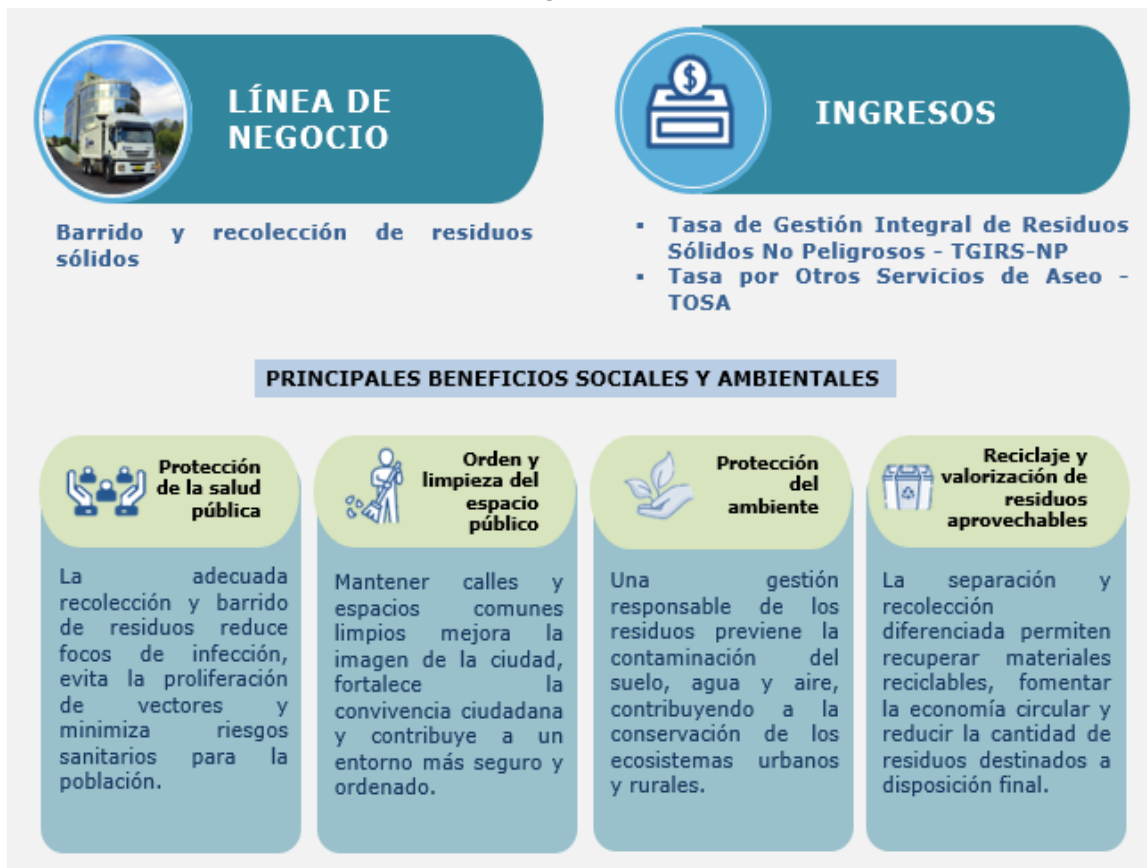 LÍNEA DE
NEGOCIO
INGRESOS
Barrido y recolección de residuos
sólidos
▪ Tasa de Gestión Integral de Residuos
Sólidos No Peligrosos - TGIRS-NP
▪ Tasa por Otros Servicios de Aseo -
TOSA
PRINCIPALES BENEFICIOS SOCIALES Y AMBIENTALES
Protección
de la salud
pública
La adecuada
recolección y barrido
de residuos reduce
focos de infección,
evita la proliferación
de vectores y
minimiza riesgos
sanitarios para la
población.
Orden y
limpieza del
espacio
público
Mantener calles y
espacios comunes
limpios mejora la
imagen de la ciudad,
fortalece la
convivencia ciudadana
y contribuye a un
entorno más seguro y
ordenado.
Protección
del
ambiente
Una gestión
responsable de los
residuos previene la
contaminación del
suelo, agua y aire,
contribuyendo a la
conservación de los
ecosistemas urbanos
y rurales.
Reciclaje y
valorización de
residuos
aprovechables
La separación y
recolección
diferenciada permiten
recuperar materiales
reciclables, fomentar
la economía circular y
reducir la cantidad de
residuos destinados a
disposición final.